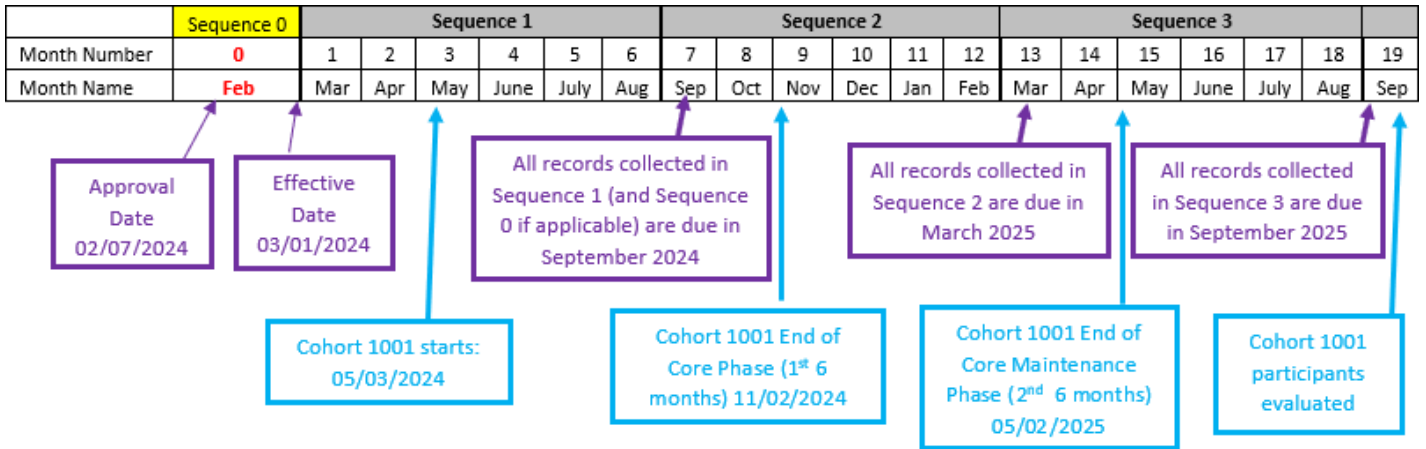 Sequence 0 Sequence 1 Sequence 2 Sequence 3
Month Number 0 1 2 3 4 5 6 7 8 9 10 11 12 13 14 15 16 17 18 19
Month Name Feb Mar Apr May June July Aug Sep Oct Nov Dec Jan Feb Mar Apr May June July Aug Sep
Approval
Date
02/07/2024
Effective
Date
03/01/2024
All records collected in
Sequence 1 (and Sequence
0 if applicable) are due in
September 2024
All records collected in
Sequence 2 are due in
March 2025
All records collected
in Sequence 3 are due
in September 2025
Cohort 1001 starts:
05/03/2024
Cohort 1001 End of
Core Phase (1st 6
months) 11/02/2024
Cohort 1001 End of
Core Maintenance
Phase (2nd 6 months)
05/02/2025
Cohort 1001
participants
evaluated